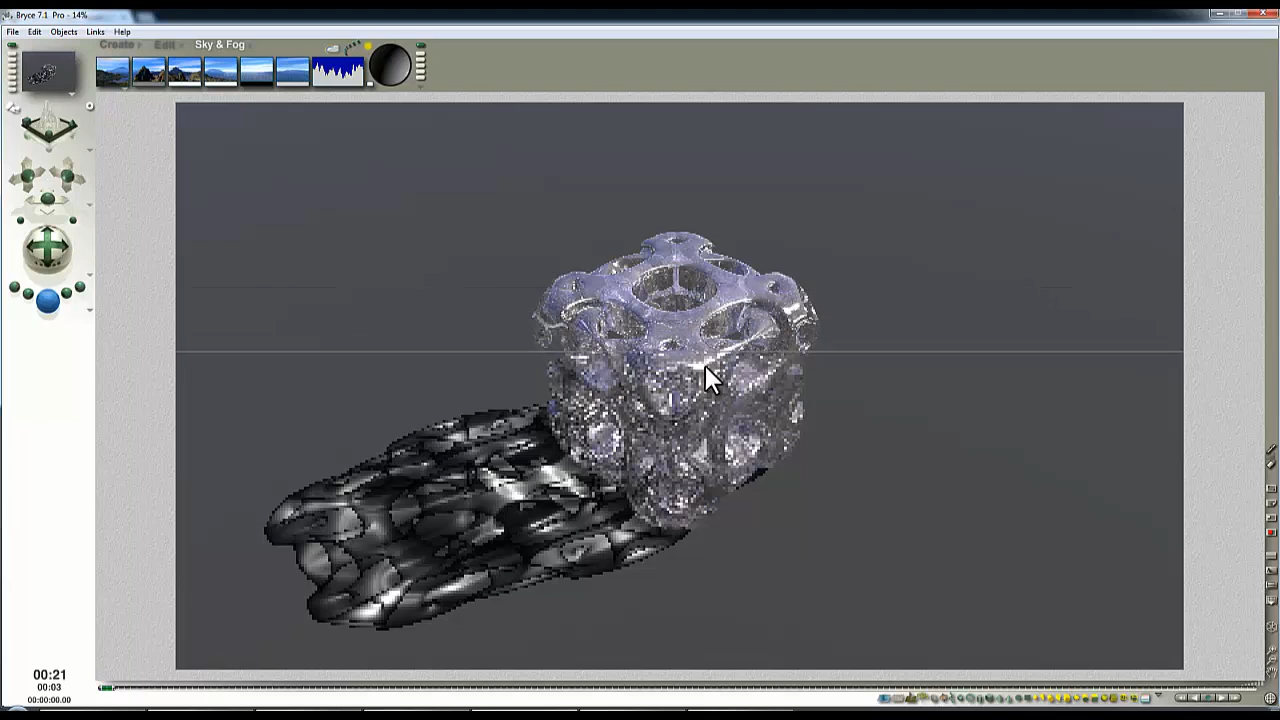 Bryce 7.1 Pro - 14%
File Edit Objects Links Help
Create Edit Sky & Fog
00:21
00:03
00:00:00.00